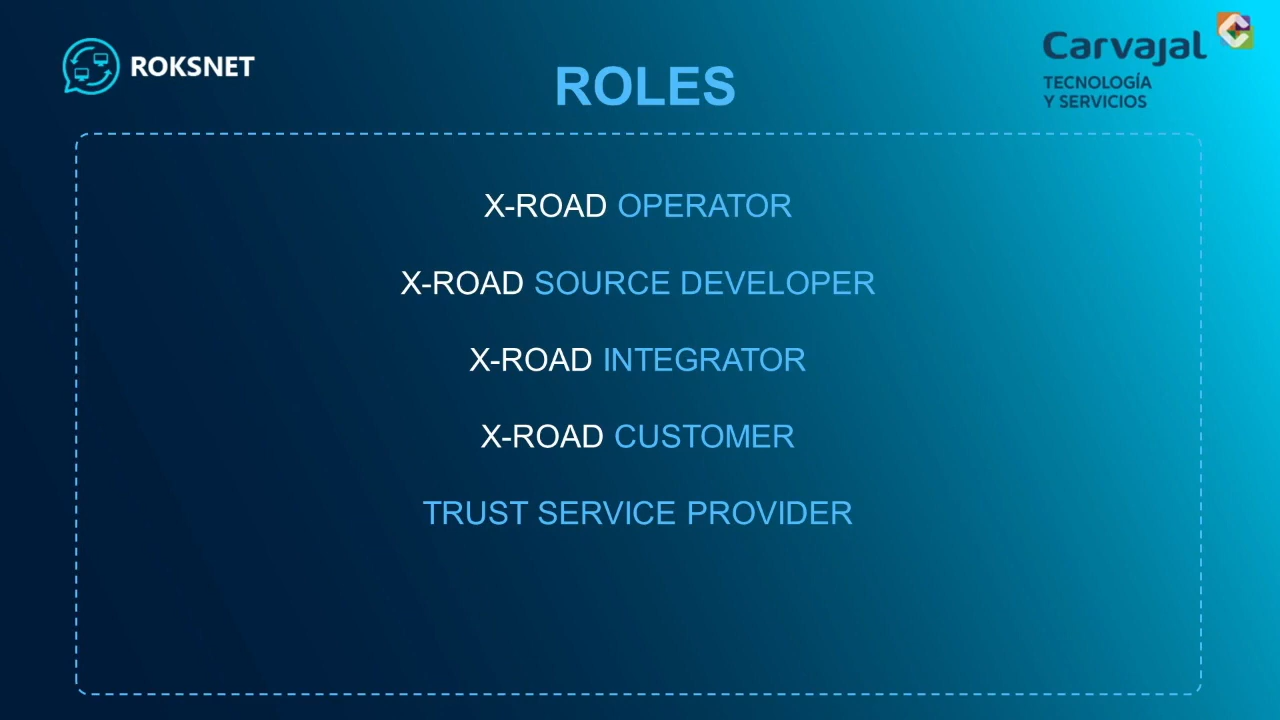 ROKSNET
Carvajal
TECNOLOGÍA
Y SERVICIOS
ROLES
X-ROAD OPERATOR
X-ROAD SOURCE DEVELOPER
X-ROAD INTEGRATOR
X-ROAD CUSTOMER
TRUST SERVICE PROVIDER